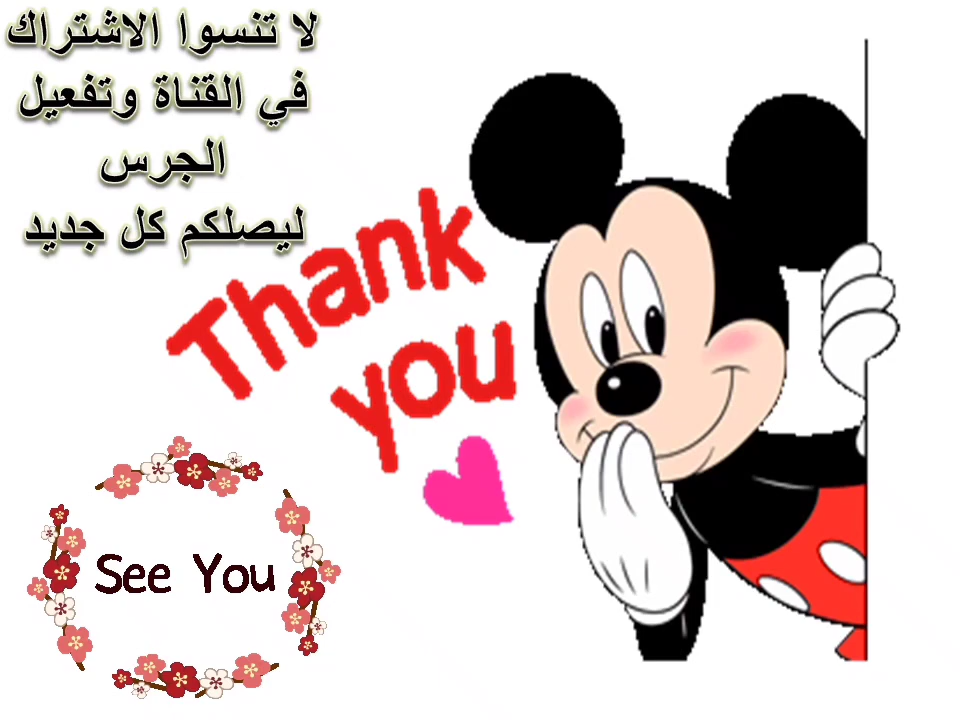 لا تنسوا الاشتراك
في القناة وتفعيل
الجرس
ليصلكم كل جديد
Thank
you
See You